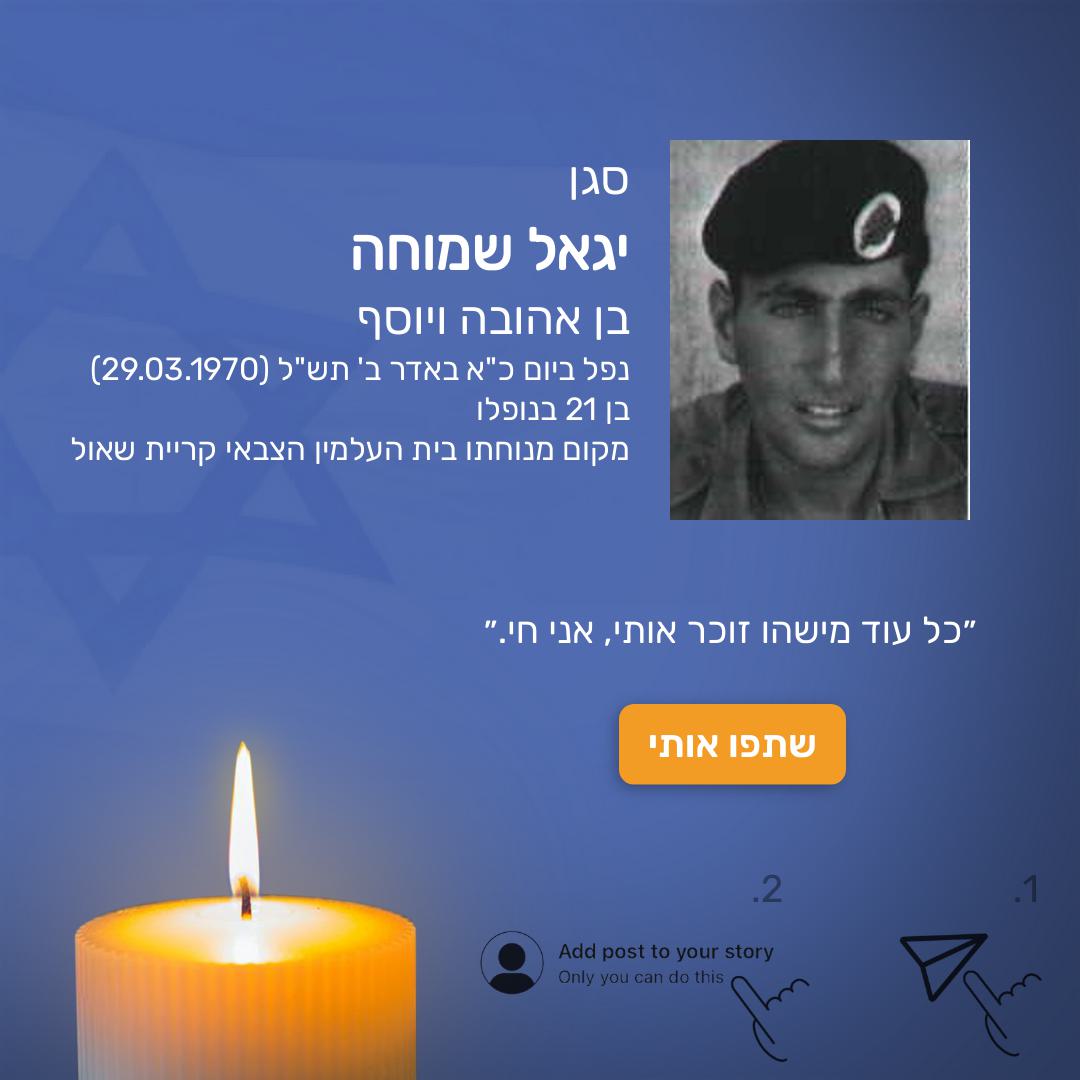 סגן
יגאל שמוחה
בן אהובה ויוסף
נפל ביום כ"א באדר ב' תש"ל (29.03.1970)
בן 21 בנופלו
מקום מנוחתו בית העלמין הצבאי קריית שאול
״כל עוד מישהו זוכר אותי, אני חי.״
שתפו אותי
1.
2.
Add post to your story
Only you can do this